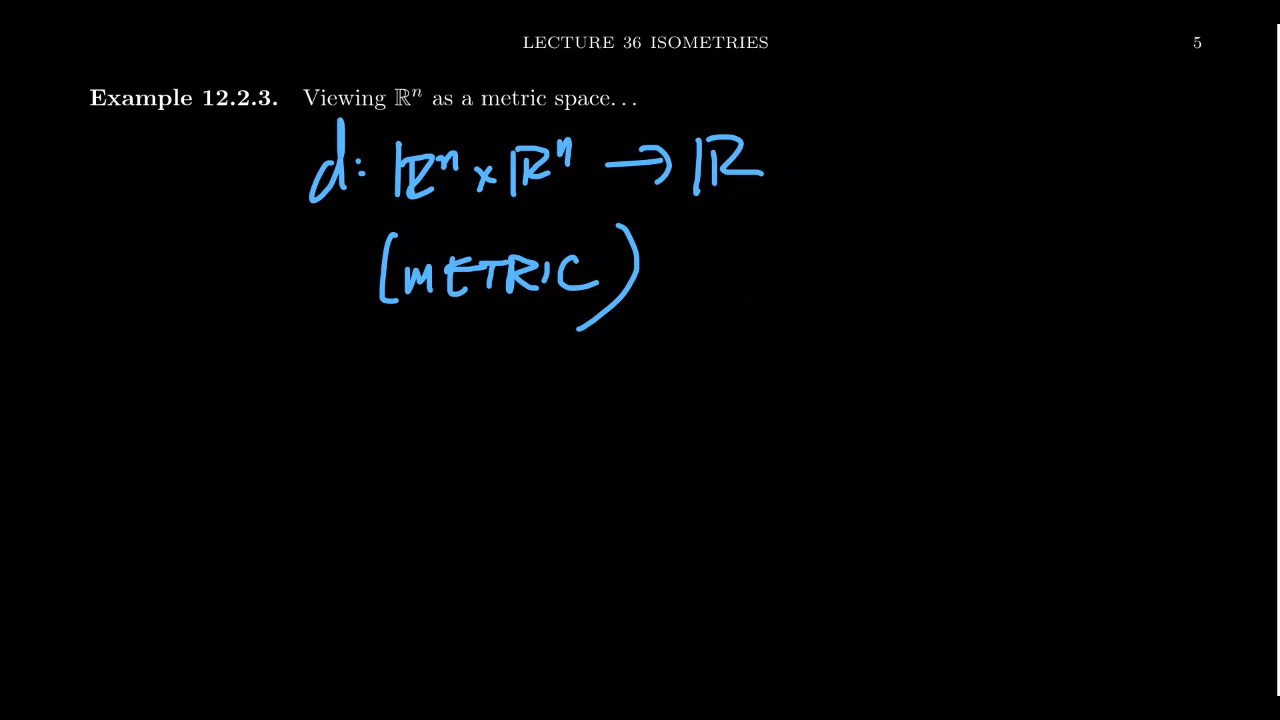 LECTURE 36 ISOMETRIES 5
Example 12.2.3. Viewing ℝⁿ as a metric space...
d: ℝⁿ × ℝⁿ → ℝ
(METRIC)